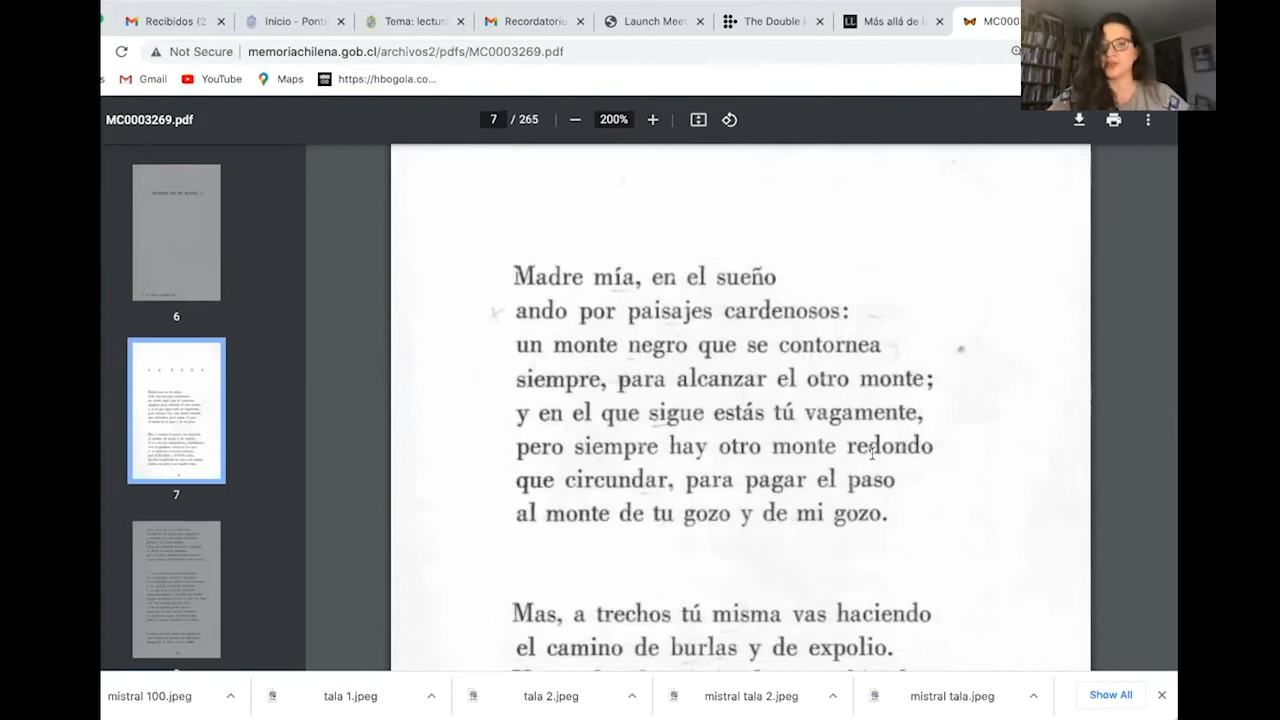 Recibidos (2
Inicio - Ponti
Tema: lectura
Recordatorio
Launch Meet
The Double
Más allá de
MC0003
Not Secure
memoriachilena.gob.cl/archivos2/pdfs/MC0003269.pdf
Gmail
YouTube
Maps
https://hbogola.co...
MC0003269.pdf
7 / 265
200%
6
7
LA FUGA
Madre mía, en el sueño
ando por paisajes cardenosos:
un monte negro que se contornea
siempre, para alcanzar el otro monte;
y en el que sigue estás tú vagamente,
pero siempre hay otro monte redondo
que circundar, para pagar el paso
al monte de tu gozo y de mi gozo.
Mas, a trechos tú misma vas haciendo
el camino de burlas y de expolio.
mistral 100.jpeg
tala 1.jpeg
tala 2.jpeg
mistral tala 2.jpeg
mistral tala.jpeg
Show All